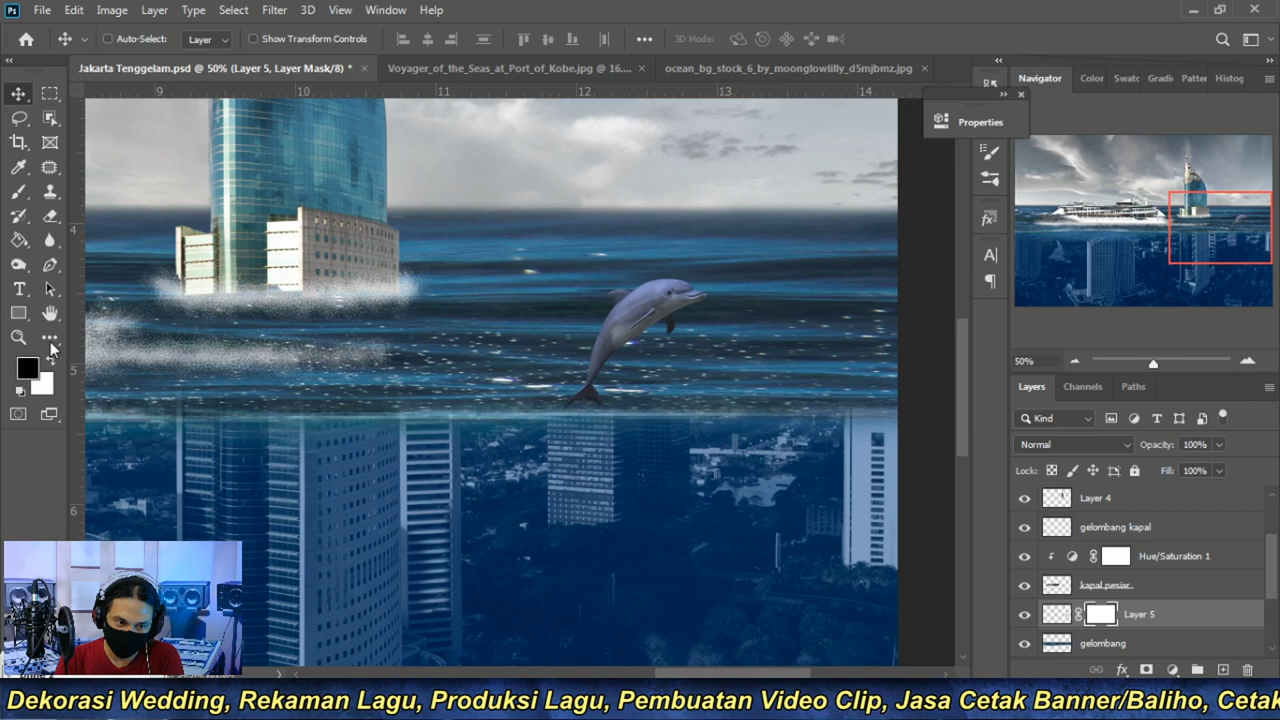 Ps File Edit Image Layer Type Select Filter 3D View Window Help
Auto-Select: Layer Show Transform Controls 3D Mode:
Jakarta Tenggelam.psd @ 50% (Layer 5, Layer Mask/8) * × Voyager_of_the_Seas_at_Port_of_Kobe.jpg @ 16.... × ocean_bg_stock_6_by_moonglowlilly_d5mjbmz.jpg ×
Navigator Color Swatc Gradi Patter Histog
9 10 11 12 13 14
Properties
4
5
6
50%
Layers Channels Paths
Kind
Normal Opacity: 100%
Lock: Fill: 100%
Layer 4
gelombang kapal
Hue/Saturation 1
kapal pesiar
Layer 5
gelombang
Dekorasi Wedding, Rekaman Lagu, Produksi Lagu, Pembuatan Video Clip, Jasa Cetak Banner/Baliho, Cetak